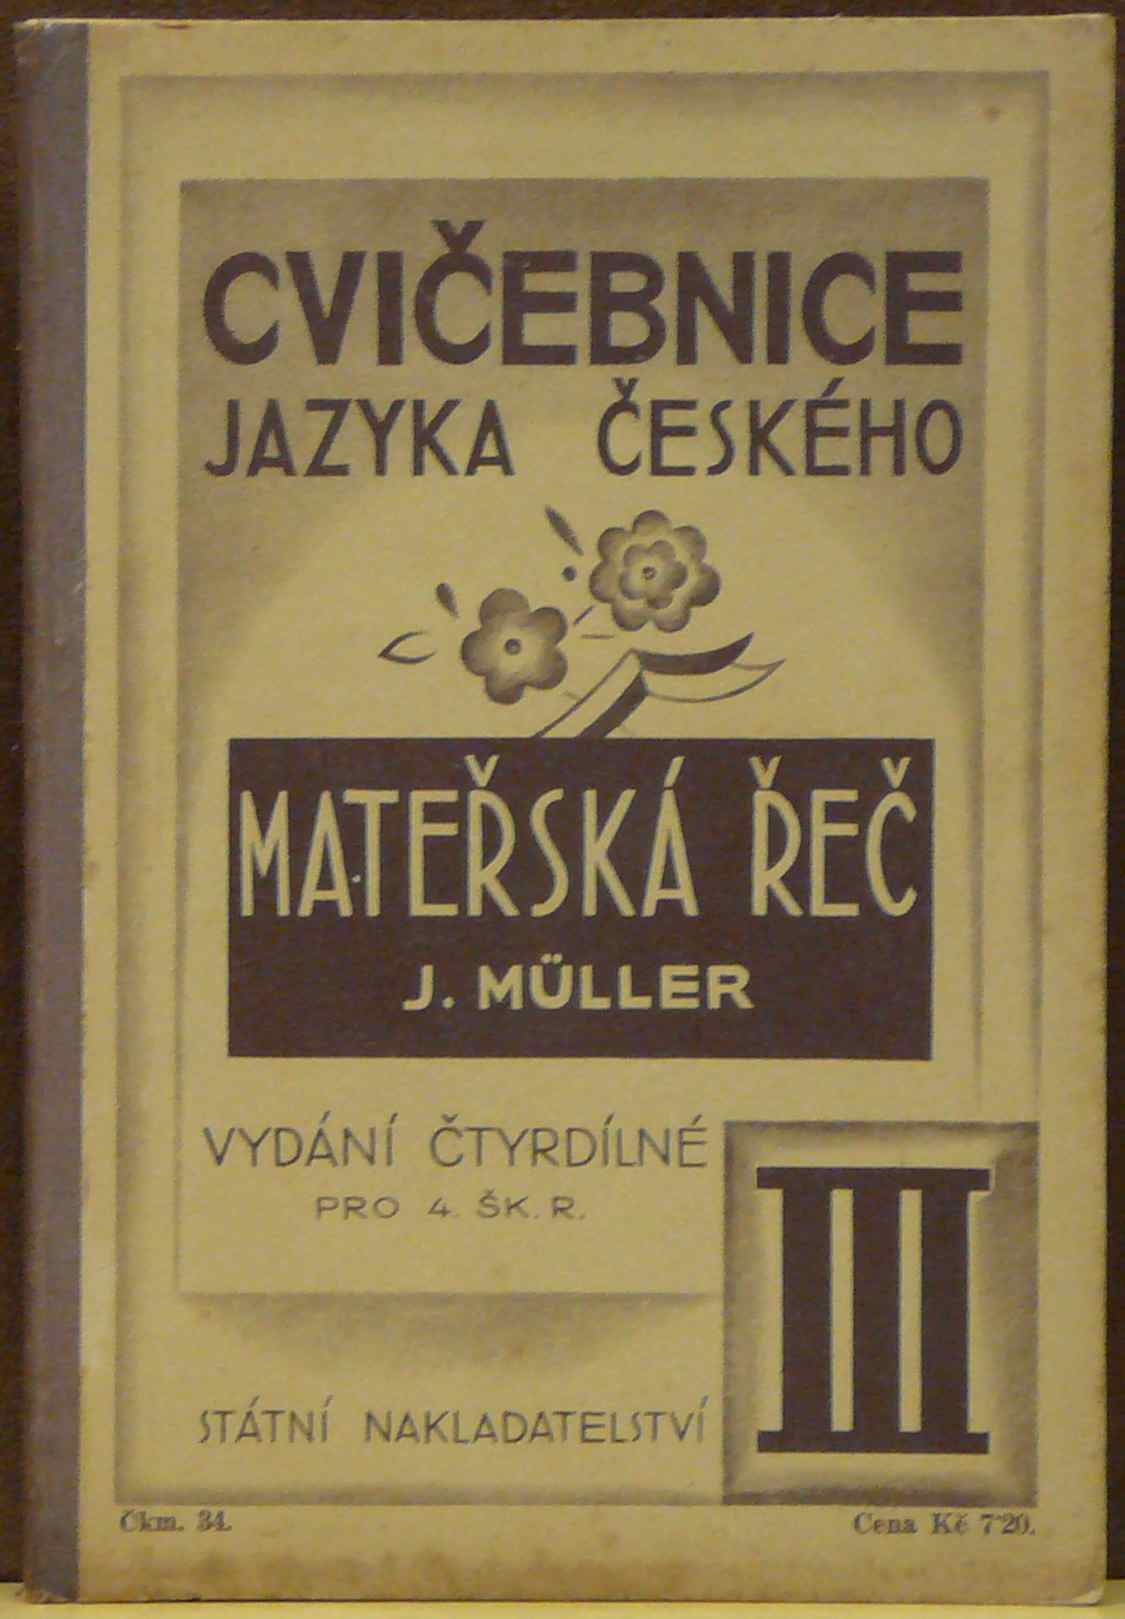 CVIČEBNICE
JAZYKA ČESKÉHO
MATEŘSKÁ ŘEČ
J. MÜLLER
VYDÁNÍ ČTYRDÍLNÉ
PRO 4. ŠK. R.
III
STÁTNÍ NAKLADATELSTVÍ
Čkm. 34.
Cena Kč 7·20.